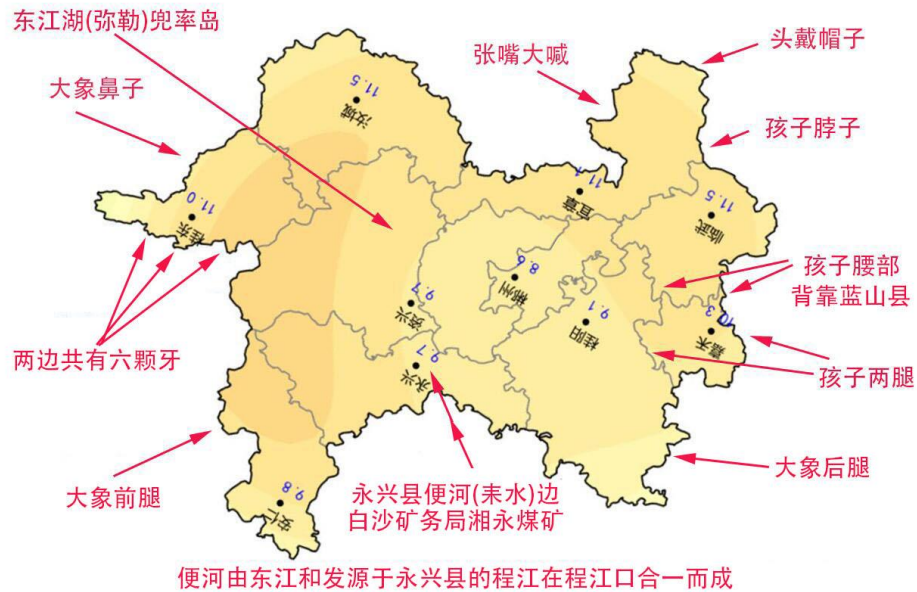 东江湖(弥勒)兜率岛
张嘴大喊
头戴帽子
大象鼻子
孩子脖子
11.5
汝城
11.0
桂东
11.1
宜章
11.5
临武
8.6
郴州
孩子腰部
背靠蓝山县
9.7
资兴
9.1
桂阳
10.3
嘉禾
两边共有六颗牙
9.7
永兴
孩子两腿
大象前腿
9.8
安仁
永兴县便河(耒水)边
白沙矿务局湘永煤矿
大象后腿
便河由东江和发源于永兴县的程江在程江口合一而成